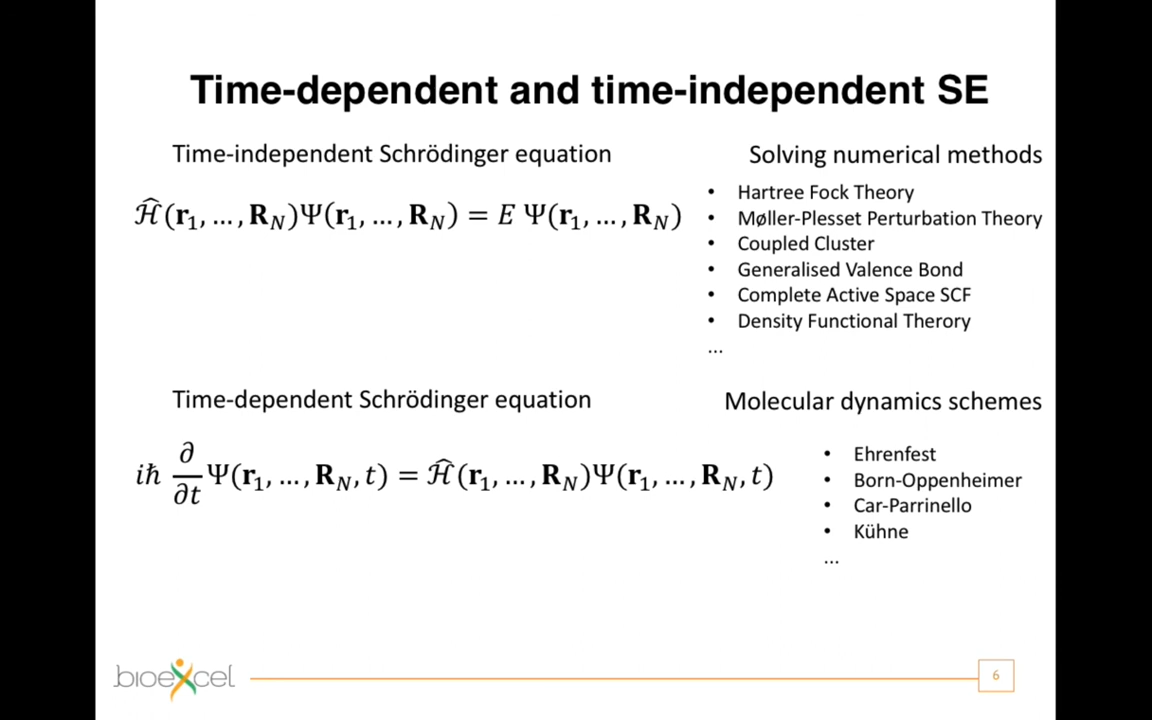 Time-dependent and time-independent SE
Time-independent Schrödinger equation
ℋ̂(𝐫₁, …, 𝐑_N)Ψ(𝐫₁, …, 𝐑_N) = E Ψ(𝐫₁, …, 𝐑_N)
Solving numerical methods
• Hartree Fock Theory
• Møller-Plesset Perturbation Theory
• Coupled Cluster
• Generalised Valence Bond
• Complete Active Space SCF
• Density Functional Therory
...
Time-dependent Schrödinger equation
iℏ ∂/∂t Ψ(𝐫₁, …, 𝐑_N, t) = ℋ̂(𝐫₁, …, 𝐑_N)Ψ(𝐫₁, …, 𝐑_N, t)
Molecular dynamics schemes
• Ehrenfest
• Born-Oppenheimer
• Car-Parrinello
• Kühne
...
bioexcel
6